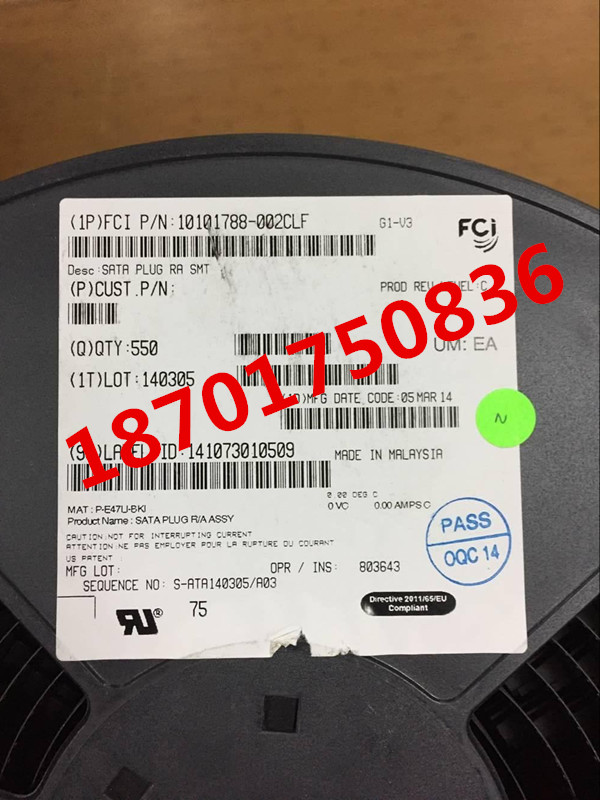 (1P)FCI P/N:10101788-002CLF
G1-V3
FCi
Desc:SATA PLUG RA SMT
(P)CUST.P/N:
PROD REV LEVEL:C
(Q)QTY:550
UM: EA
(1T)LOT:140305
MFG DATE CODE:05 MAR 14
18701750836
N
ID:141073010509
MADE IN MALAYSIA
MAT : P-E47U-BKI
0.00 DEG C
0 VC 0.00 AMPS C
Product Name : SATA PLUG R/A ASSY
CAUTION:NOT FOR INTERRUPTING CURRENT
ATTENTION:NE PAS EMPLOYER POUR LA RUPTURE DU COURANT
US PATENT :
PASS
OQC 14
MFG LOT:
OPR / INS: 803643
SEQUENCE NO: S-ATA140305/A03
75
Directive 2011/65/EU
Compliant